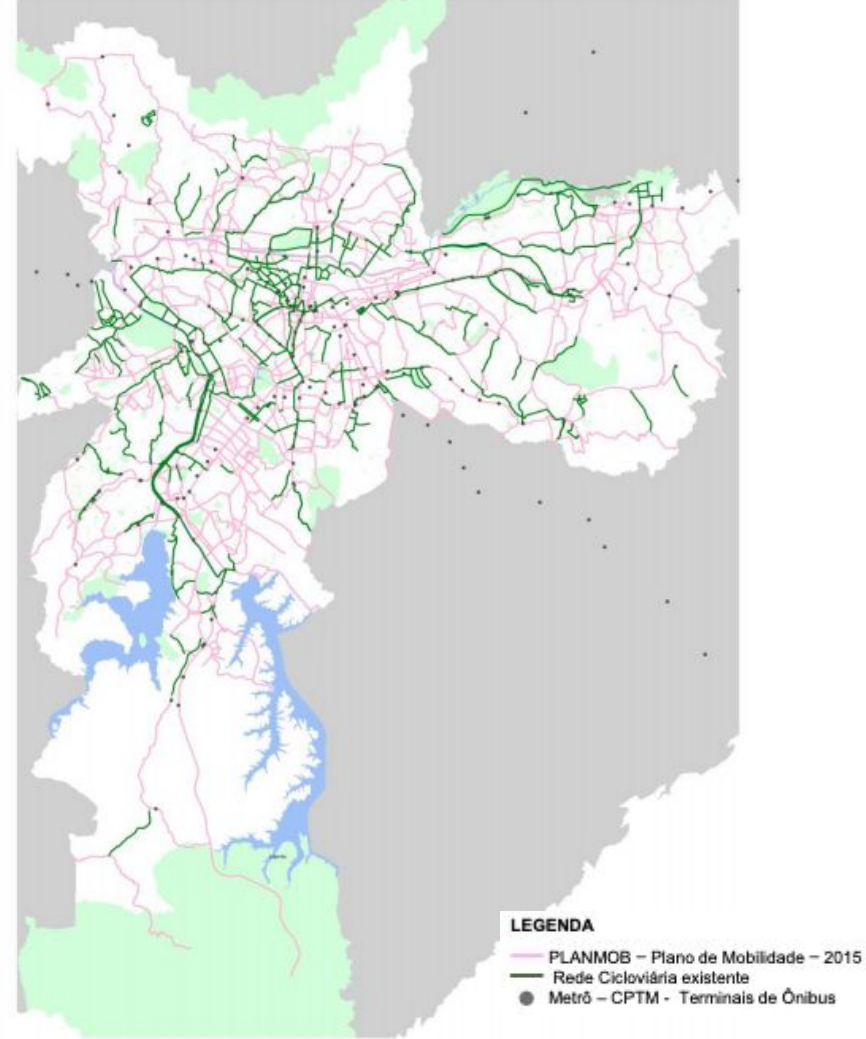 LEGENDA
PLANMOB – Plano de Mobilidade – 2015
Rede Cicloviária existente
Metrô – CPTM - Terminais de Ônibus